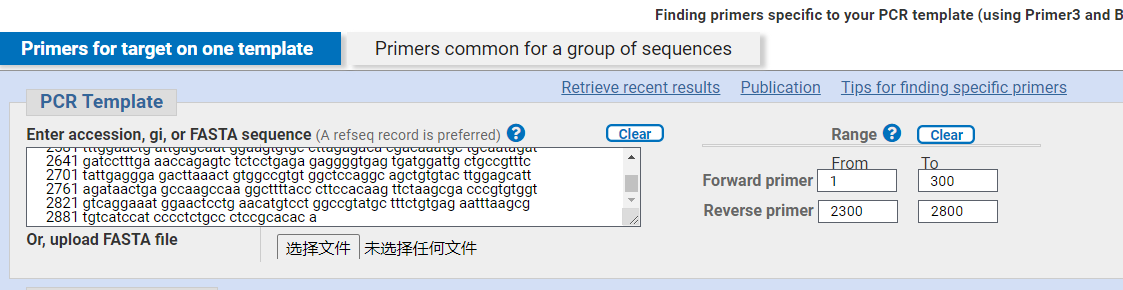 Finding primers specific to your PCR template (using Primer3 and B
Primers for target on one template
Primers common for a group of sequences
Retrieve recent results
Publication
Tips for finding specific primers
PCR Template
Enter accession, gi, or FASTA sequence (A refseq record is preferred) ?
Clear
Range ?
Clear
2641 gatcctttga aaccagagtc tctcctgaga gaggggtgag tgatggattg ctgccgtttc
2701 tattgaggga gacttaaact gtggccgtgt ggctccaggc agctgtgtac ttggagcatt
2761 agataactga gccaagccaa ggcttttacc cttccacaag ttctaagcga cccgtgtggt
2821 gtcaggaaat ggaactcctg aacatgtcct ggccgtatgc tttctgtgag aatttaagcg
2881 tgtcatccat cccctctgcc ctccgcacac a
From
To
Forward primer 1 300
Reverse primer 2300 2800
Or, upload FASTA file
选择文件 未选择任何文件